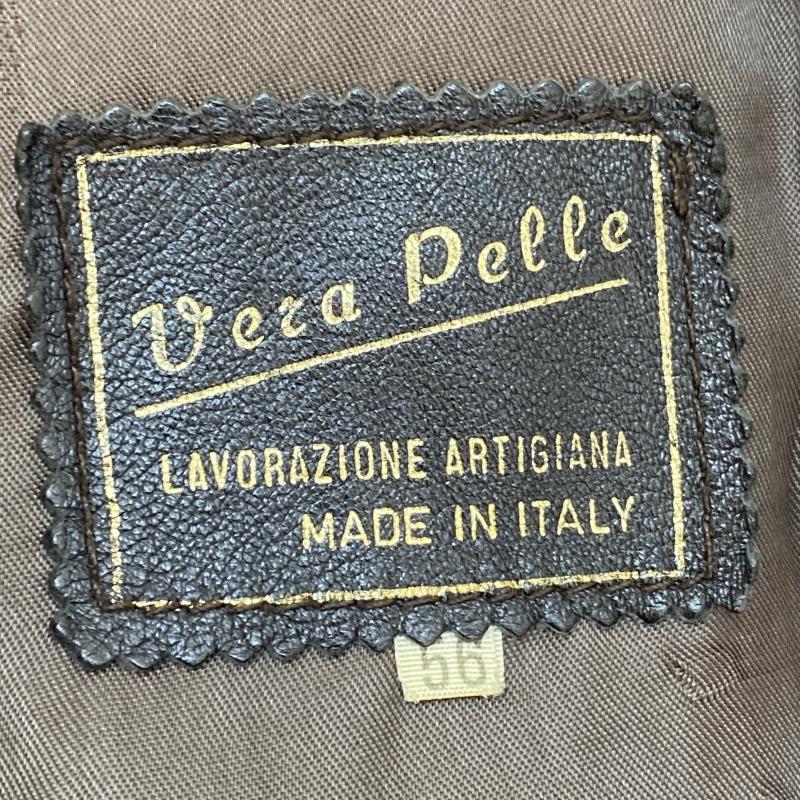 Vera Pelle
LAVORAZIONE ARTIGIANA
MADE IN ITALY
56